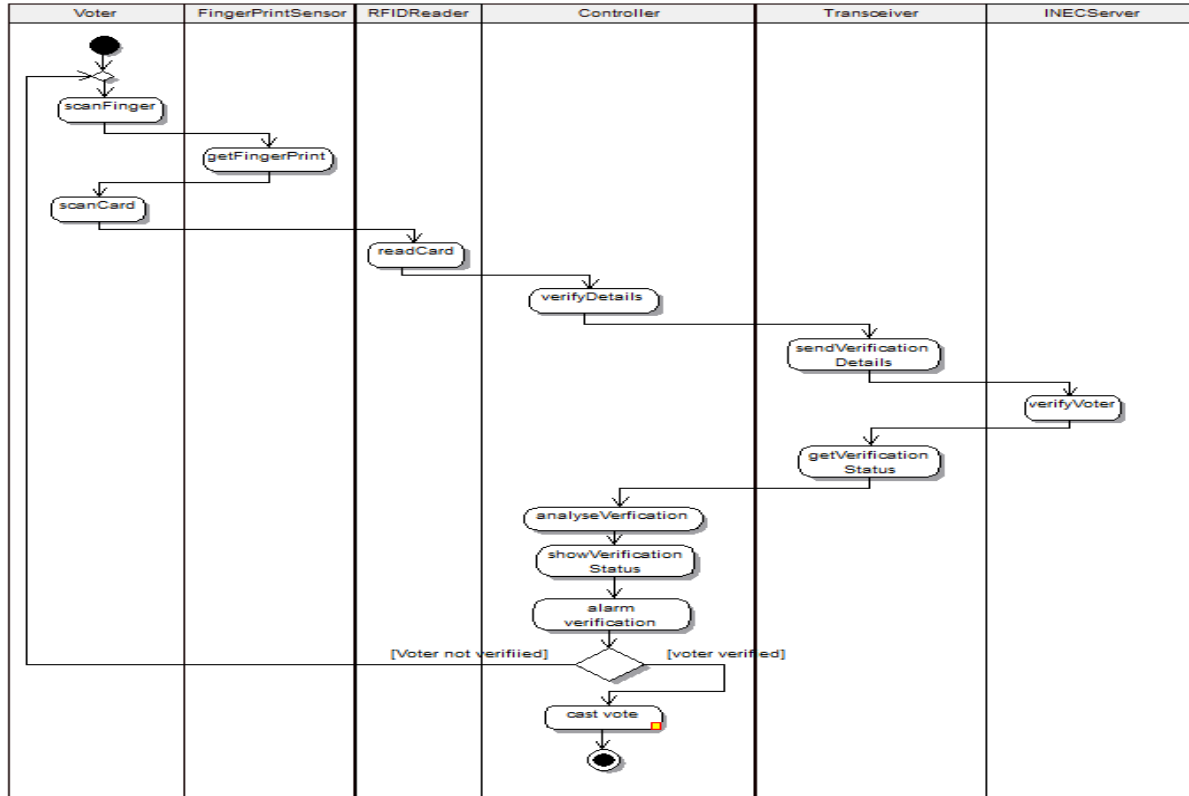 Voter
FingerPrintSensor
RFIDReader
Controller
Transceiver
INECServer
scanFinger
getFingerPrint
scanCard
readCard
verifyDetails
sendVerification
Details
verifyVoter
getVerification
Status
analyseVerfication
showVerification
Status
alarm
verification
[Voter not verifiied]
[voter verified]
cast vote